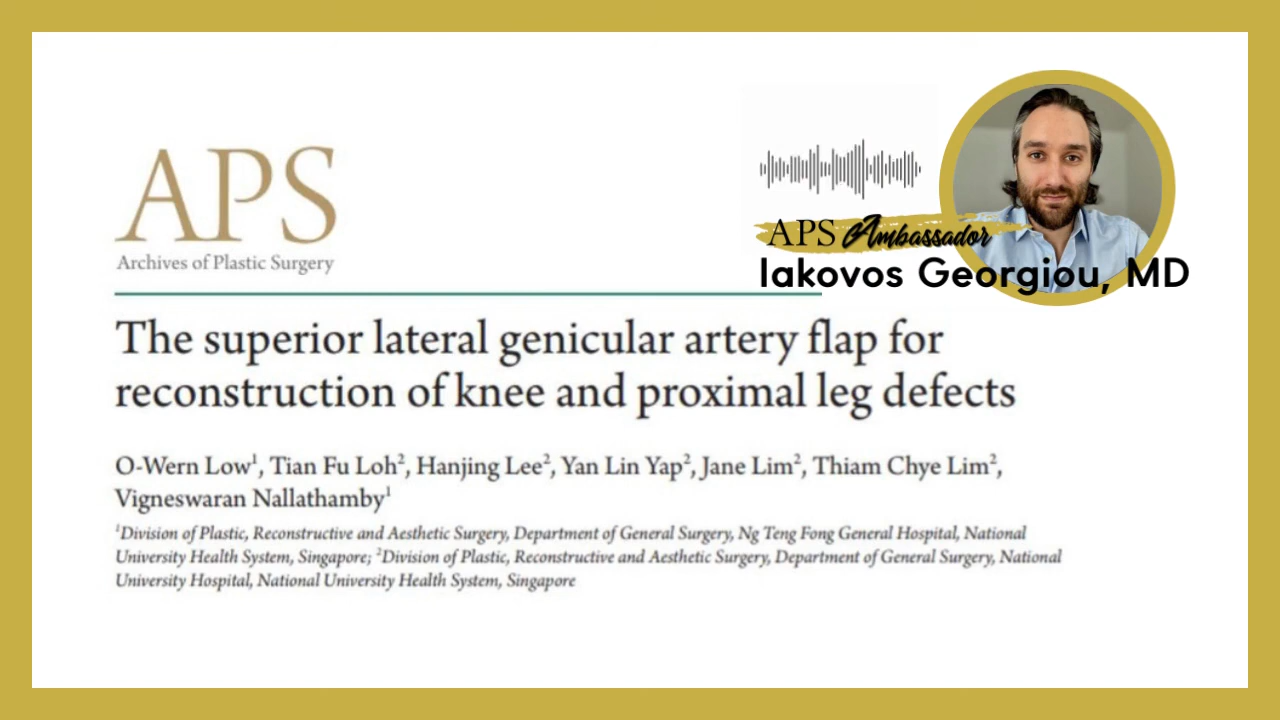 APS
Archives of Plastic Surgery
APS Ambassador
Iakovos Georgiou, MD
The superior lateral genicular artery flap for
reconstruction of knee and proximal leg defects
O-Wern Low¹, Tian Fu Loh², Hanjing Lee², Yan Lin Yap², Jane Lim², Thiam Chye Lim²,
Vigneswaran Nallathamby¹
¹Division of Plastic, Reconstructive and Aesthetic Surgery, Department of General Surgery, Ng Teng Fong General Hospital, National
University Health System, Singapore; ²Division of Plastic, Reconstructive and Aesthetic Surgery, Department of General Surgery, National
University Hospital, National University Health System, Singapore